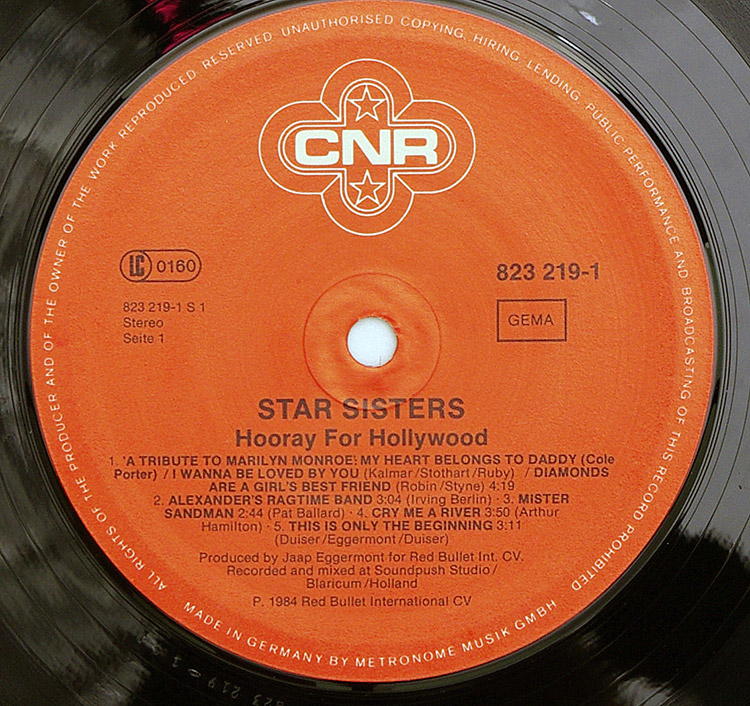 ALL RIGHTS OF THE PRODUCER AND OF THE OWNER OF THE WORK REPRODUCED RESERVED UNAUTHORISED COPYING, HIRING, LENDING, PUBLIC PERFORMANCE AND BROADCASTING OF THIS RECORD PROHIBITED
CNR
LC 0160
823 219-1
823 219-1 S 1
Stereo
Seite 1
GEMA
STAR SISTERS
Hooray For Hollywood
1. 'A TRIBUTE TO MARILYN MONROE': MY HEART BELONGS TO DADDY (Cole
Porter) / I WANNA BE LOVED BY YOU (Kalmar/Stothart/Ruby) / DIAMONDS
ARE A GIRL'S BEST FRIEND (Robin/Styne) 4:19
2. ALEXANDER'S RAGTIME BAND 3:04 (Irving Berlin) · 3. MISTER
SANDMAN 2:44 (Pat Ballard) · 4. CRY ME A RIVER 3:50 (Arthur
Hamilton) · 5. THIS IS ONLY THE BEGINNING 3:11
(Duiser/Eggermont/Duiser)
Produced by Jaap Eggermont for Red Bullet Int. CV.
Recorded and mixed at Soundpush Studio/
Blaricum/Holland
P. 1984 Red Bullet International CV
MADE IN GERMANY BY METRONOME MUSIK GMBH